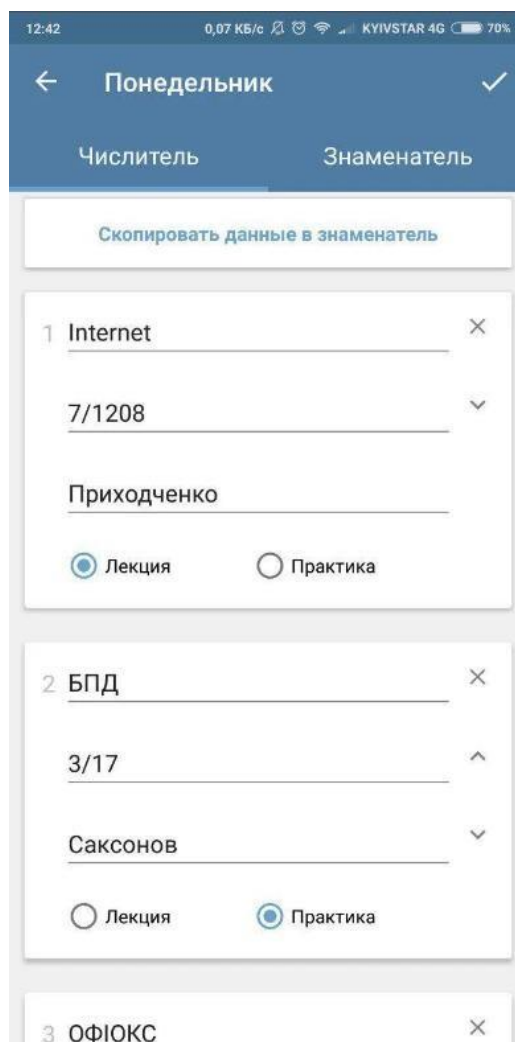 12:42 0,07 КБ/с KYIVSTAR 4G 70%
Понедельник
Числитель Знаменатель
Скопировать данные в знаменатель
1 Internet
7/1208
Приходченко
Лекция Практика
2 БПД
3/17
Саксонов
Лекция Практика
3 ОФІОКС